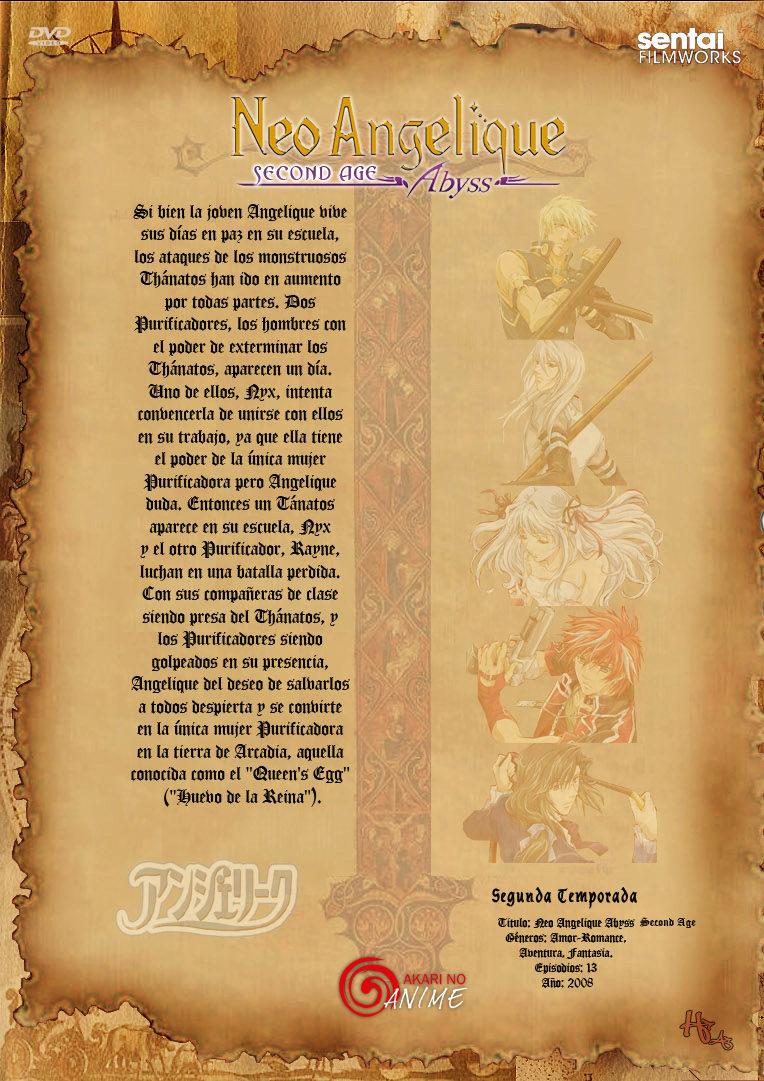 DVD
VIDEO
sentai
FILMWORKS
Neo Angelique
SECOND AGE Abyss
Si bien la joven Angelique vive
sus días en paz en su escuela,
los ataques de los monstruosos
Thánatos han ido en aumento
por todas partes. Dos
Purificadores, los hombres con
el poder de exterminar los
Thánatos, aparecen un día.
Uno de ellos, Nyx, intenta
convencerla de unirse con ellos
en su trabajo, ya que ella tiene
el poder de la única mujer
Purificadora pero Angelique
duda. Entonces un Tánatos
aparece en su escuela, Nyx
y el otro Purificador, Rayne,
luchan en una batalla perdida.
Con sus compañeras de clase
siendo presa del Thánatos, y
los Purificadores siendo
golpeados en su presencia,
Angelique del deseo de salvarlos
a todos despierta y se convirte
en la única mujer Purificadora
en la tierra de Arcadia, aquella
conocida como el "Queen's Egg"
("Huevo de la Reina").
アンジェリーク
Segunda Temporada
Titulo: Neo Angelique Abyss Second Age
Géneros: Amor-Romance,
Aventura, Fantasía.
Episodios: 13
Año: 2008
AKARI NO
ANIME